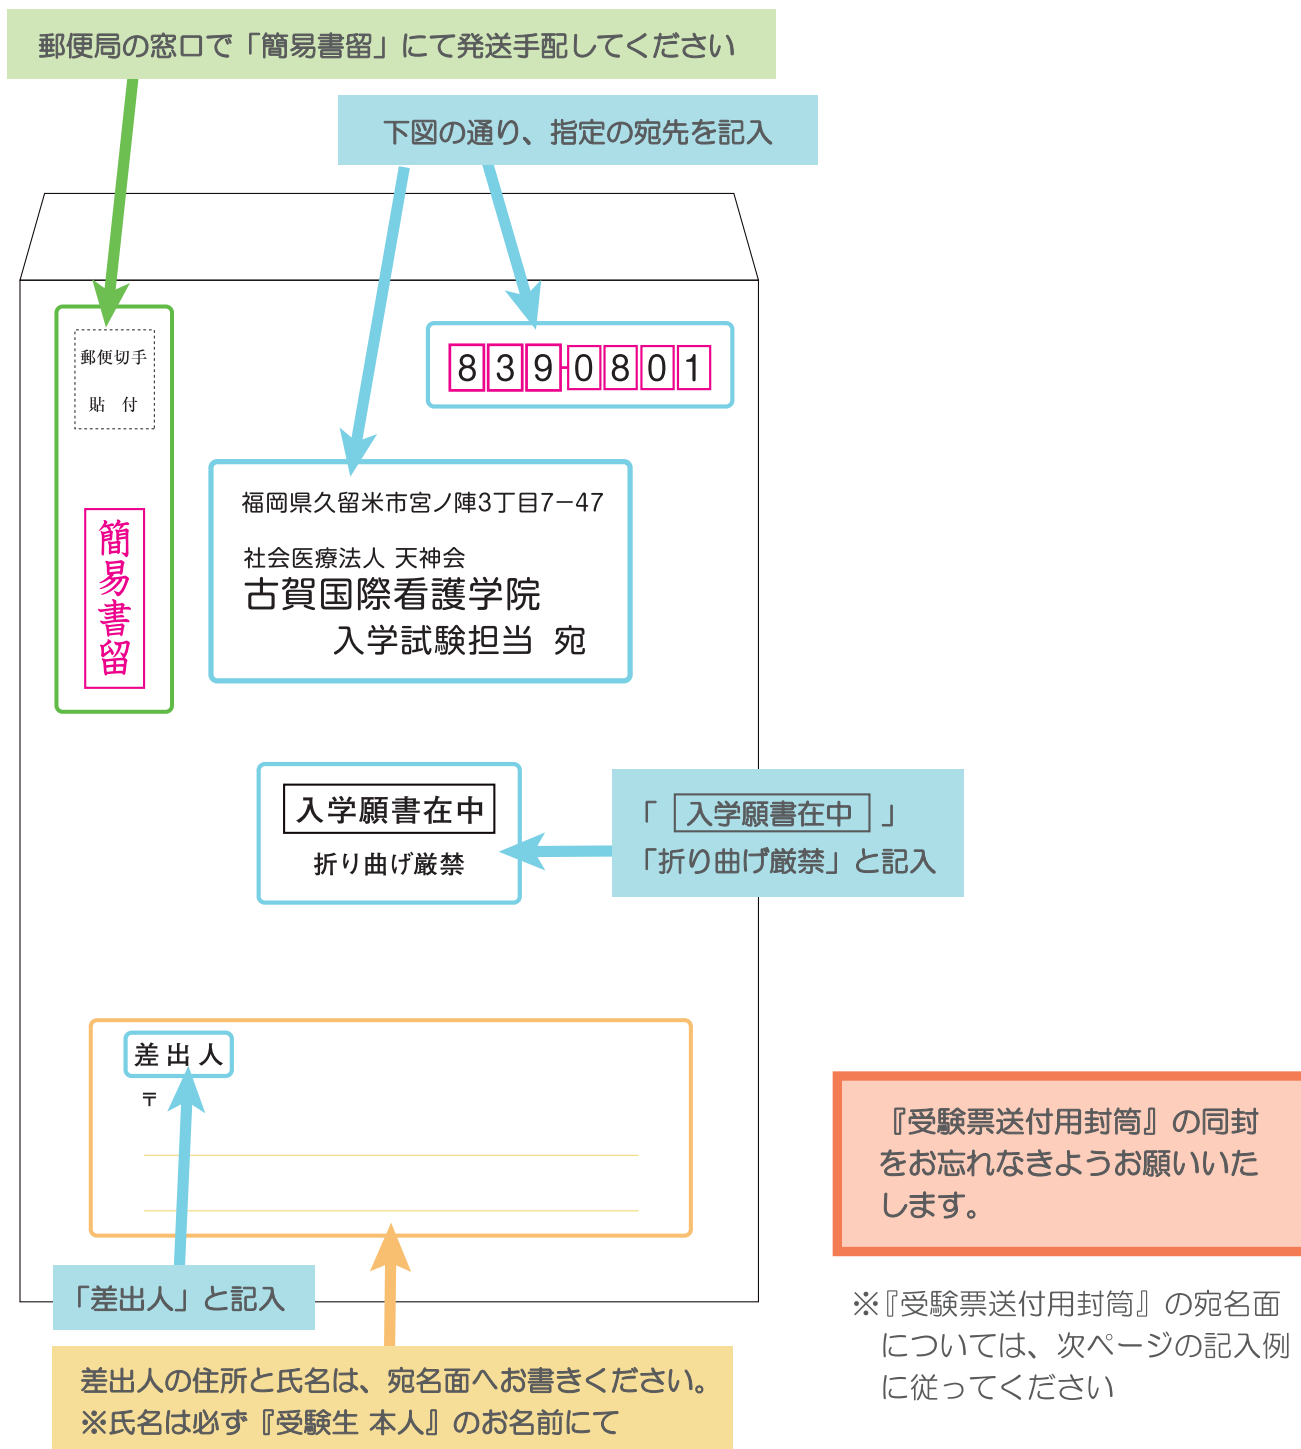 郵便局の窓口で「簡易書留」にて発送手配してください
下図の通り、指定の宛先を記入
郵便切手
貼 付
簡易書留
839-0801
福岡県久留米市宮ノ陣3丁目7−47
社会医療法人 天神会
古賀国際看護学院
入学試験担当 宛
入学願書在中
折り曲げ厳禁
「 入学願書在中 」
「折り曲げ厳禁」と記入
差出人
〒
「差出人」と記入
差出人の住所と氏名は、宛名面へお書きください。
※氏名は必ず『受験生 本人』のお名前にて
『受験票送付用封筒』の同封
をお忘れなきようお願いいた
します。
※『受験票送付用封筒』の宛名面
については、次ページの記入例
に従ってください